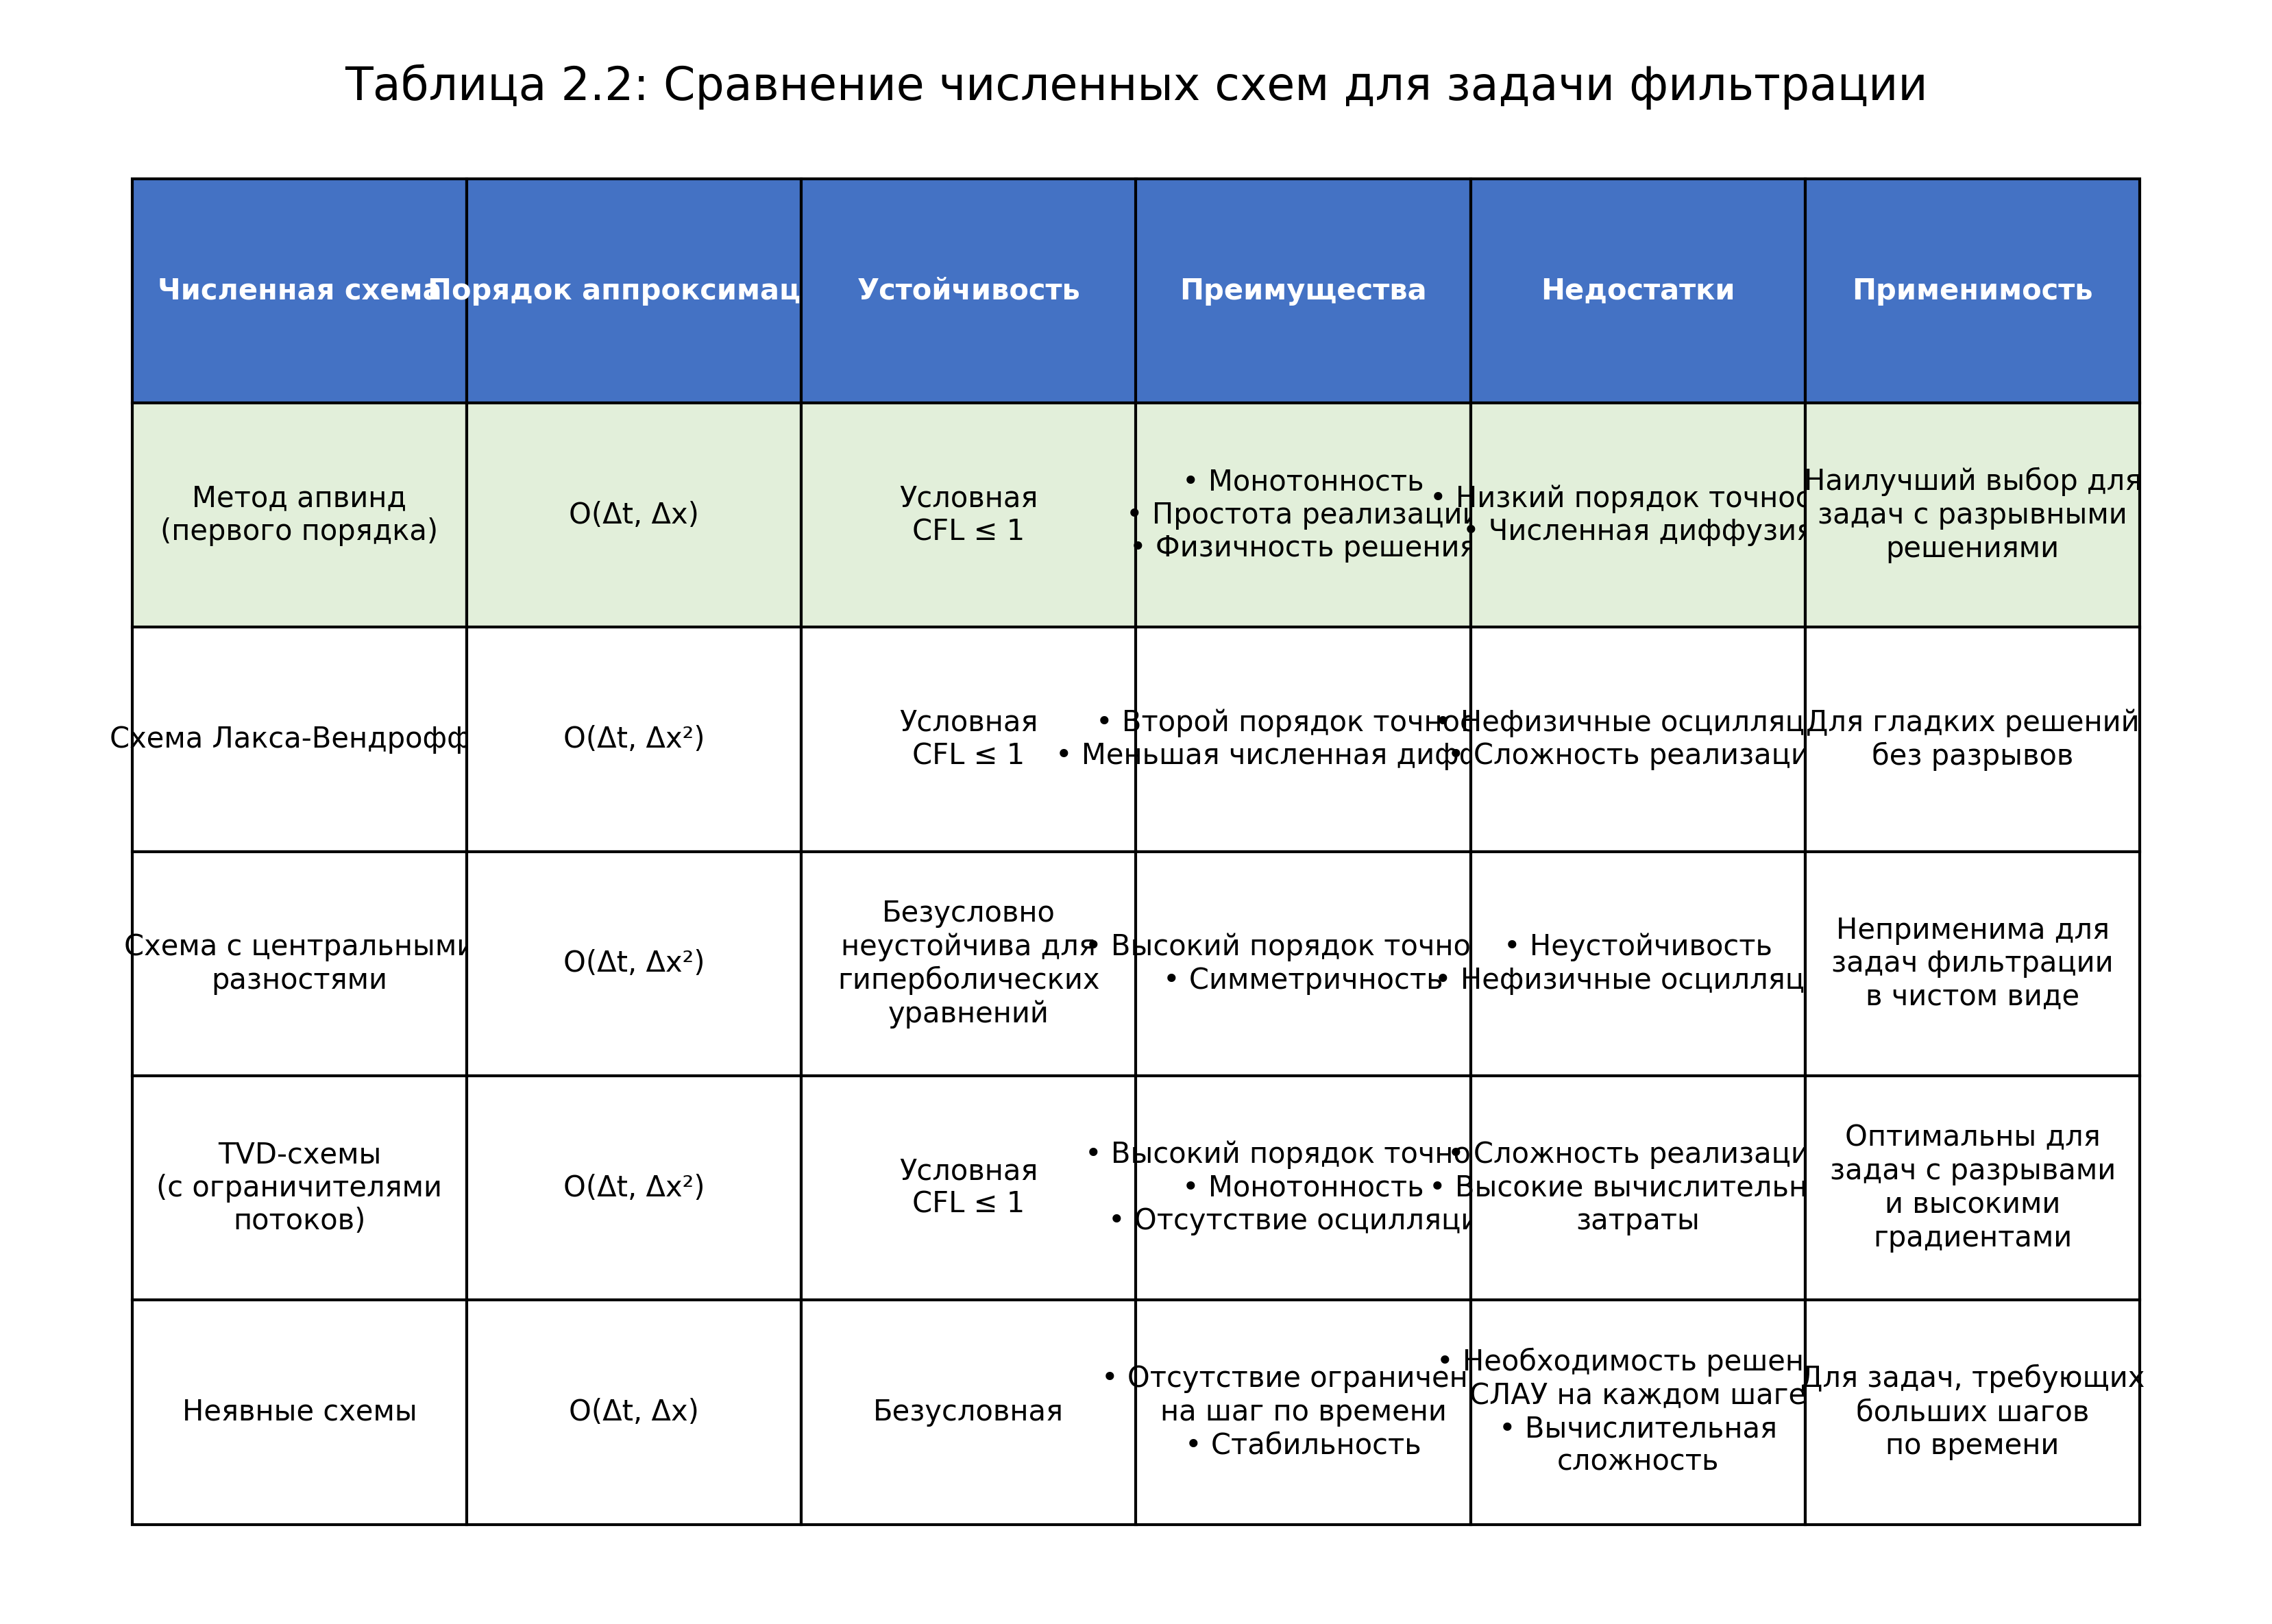 Таблица 2.2: Сравнение численных схем для задачи фильтрации
Численная схема
Порядок аппроксимац
Устойчивость
Преимущества
Недостатки
Применимость
Метод апвинд
(первого порядка)
O(Δt, Δx)
Условная
CFL ≤ 1
• Монотонность
• Простота реализации
• Физичность решения
• Низкий порядок точнос
• Численная диффузия
Наилучший выбор для
задач с разрывными
решениями
Схема Лакса-Вендрофф
O(Δt, Δx²)
Условная
CFL ≤ 1
• Второй порядок точнос
• Меньшая численная дифф
• Нефизичные осцилляц
• Сложность реализаци
Для гладких решений
без разрывов
Схема с центральными
разностями
O(Δt, Δx²)
Безусловно
неустойчива для
гиперболических
уравнений
• Высокий порядок точно
• Симметричность
• Неустойчивость
• Нефизичные осцилляц
Неприменима для
задач фильтрации
в чистом виде
TVD-схемы
(с ограничителями
потоков)
O(Δt, Δx²)
Условная
CFL ≤ 1
• Высокий порядок точно
• Монотонность
• Отсутствие осцилляци
• Сложность реализаци
• Высокие вычислительн
затраты
Оптимальны для
задач с разрывами
и высокими
градиентами
Неявные схемы
O(Δt, Δx)
Безусловная
• Отсутствие ограничен
на шаг по времени
• Стабильность
• Необходимость решен
СЛАУ на каждом шаге
• Вычислительная
сложность
Для задач, требующих
больших шагов
по времени